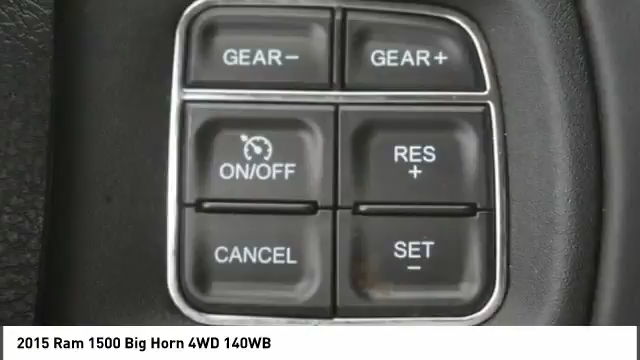 GEAR- GEAR+
ON/OFF RES
+
CANCEL SET
-
2015 Ram 1500 Big Horn 4WD 140WB